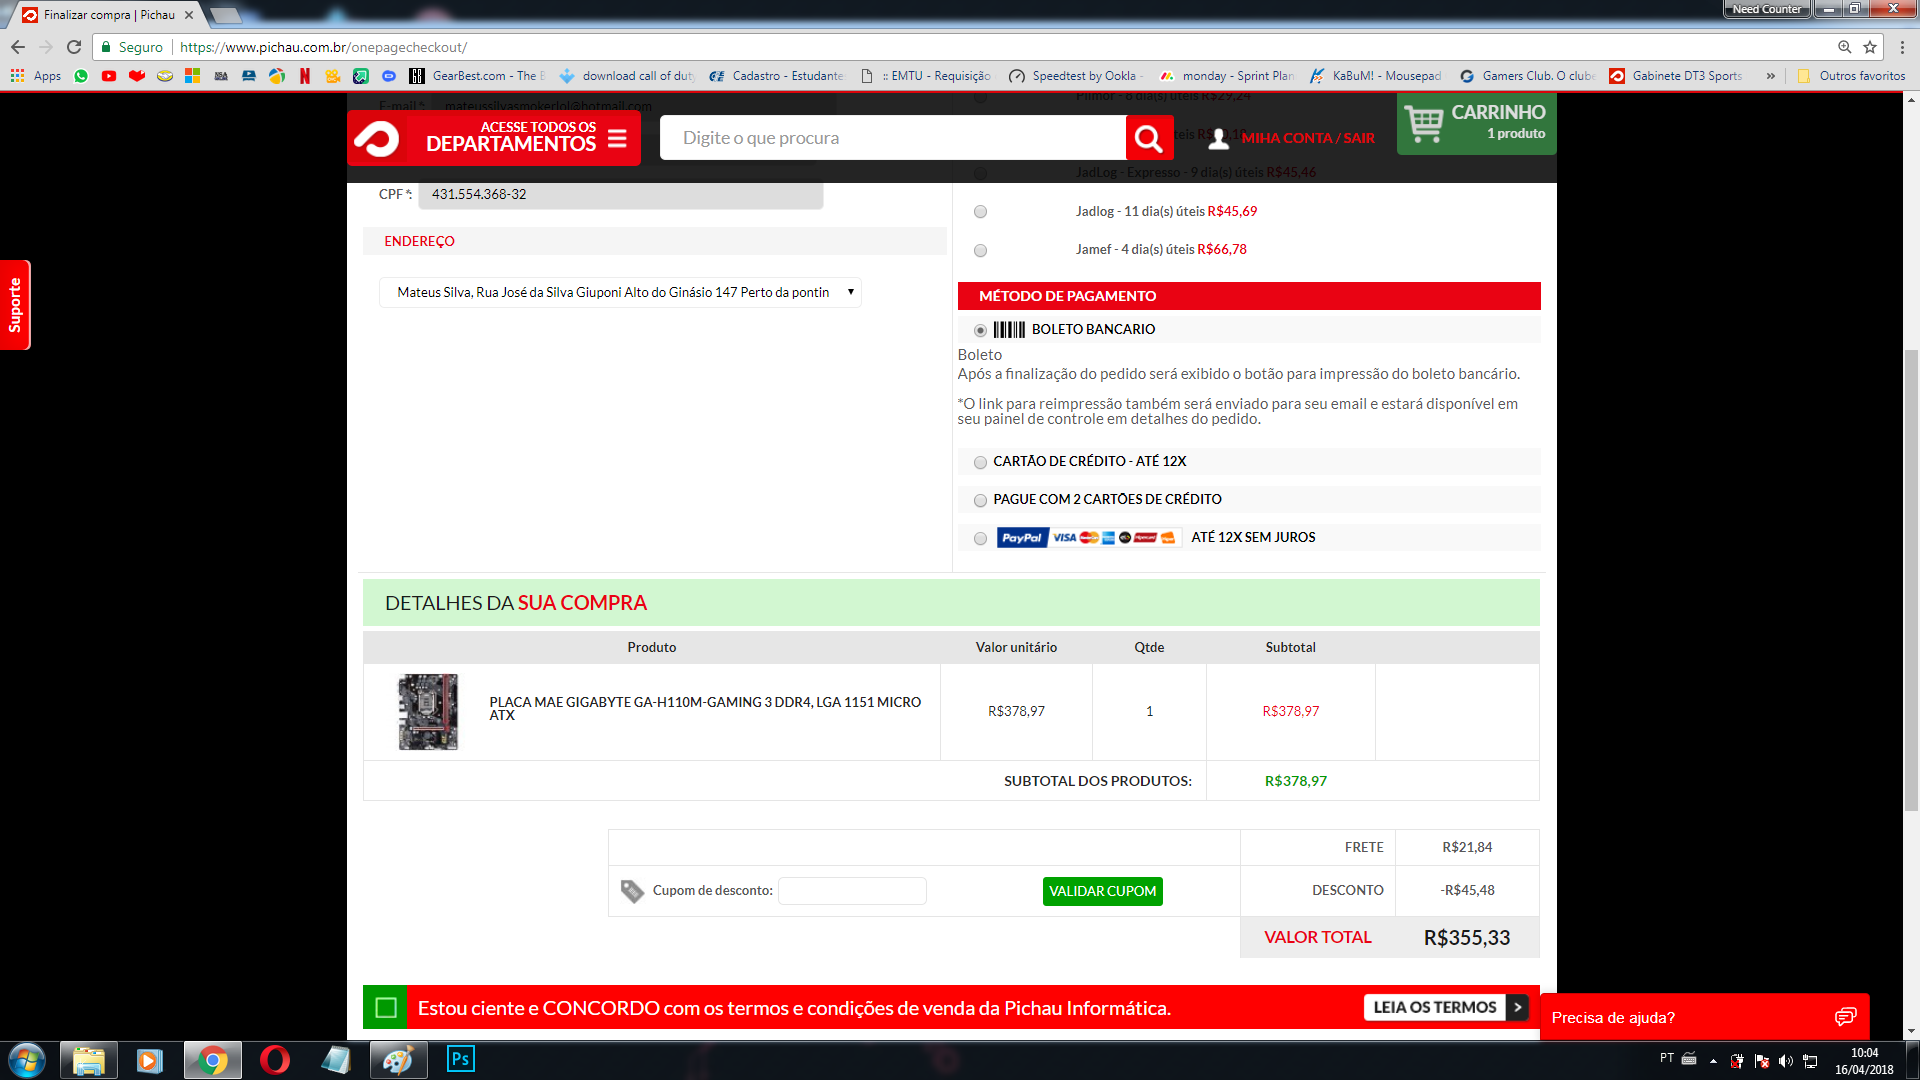 Finalizar compra | Pichau
Need Counter
Seguro
https://www.pichau.com.br/onepagecheckout/
Apps
GearBest.com - The B
download call of dut
Cadastro - Estudante
:: EMTU - Requisição
Speedtest by Ookla -
monday - Sprint Plan
KaBuM! - Mousepad
Gamers Club. O clube
Gabinete DT3 Sports
»
Outros favoritos
E-mail *:
mateussilvasmokerlol@hotmail.com
ACESSE TODOS OS
DEPARTAMENTOS
Digite o que procura
MIHA CONTA / SAIR
CARRINHO
1 produto
CPF *:
431.554.368-32
ENDEREÇO
Mateus Silva, Rua José da Silva Giuponi Alto do Ginásio 147 Perto da pontin
Suporte
JadLog - Expresso - 9 dia(s) úteis R$45,46
Jadlog - 11 dia(s) úteis R$45,69
Jamef - 4 dia(s) úteis R$66,78
MÉTODO DE PAGAMENTO
BOLETO BANCARIO
Boleto
Após a finalização do pedido será exibido o botão para impressão do boleto bancário.
*O link para reimpressão também será enviado para seu email e estará disponível em
seu painel de controle em detalhes do pedido.
CARTÃO DE CRÉDITO - ATÉ 12X
PAGUE COM 2 CARTÕES DE CRÉDITO
PayPal VISA ATÉ 12X SEM JUROS
DETALHES DA SUA COMPRA
Produto
Valor unitário
Qtde
Subtotal
PLACA MAE GIGABYTE GA-H110M-GAMING 3 DDR4, LGA 1151 MICRO
ATX
R$378,97
1
R$378,97
SUBTOTAL DOS PRODUTOS:
R$378,97
FRETE
R$21,84
Cupom de desconto:
VALIDAR CUPOM
DESCONTO
-R$45,48
VALOR TOTAL
R$355,33
Estou ciente e CONCORDO com os termos e condições de venda da Pichau Informática.
LEIA OS TERMOS
Precisa de ajuda?
Ps
PT
10:04
16/04/2018